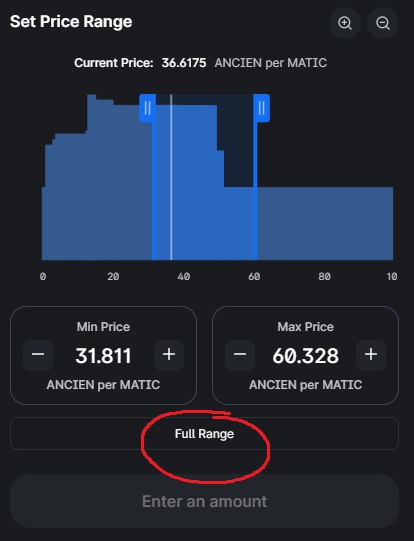 Set Price Range
Current Price: 36.6175 ANCIEN per MATIC
0 20 40 60 80 10
Min Price
31.811
ANCIEN per MATIC
Max Price
60.328
ANCIEN per MATIC
Full Range
Enter an amount